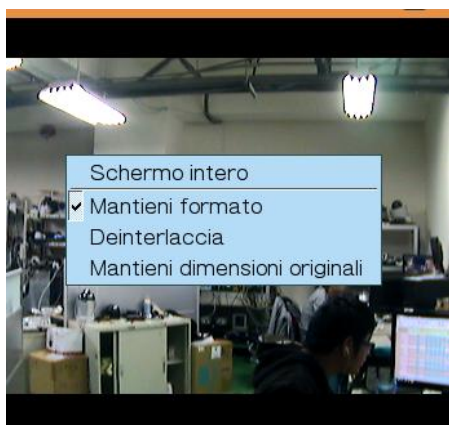 Schermo intero
Mantieni formato
Deinterlaccia
Mantieni dimensioni originali